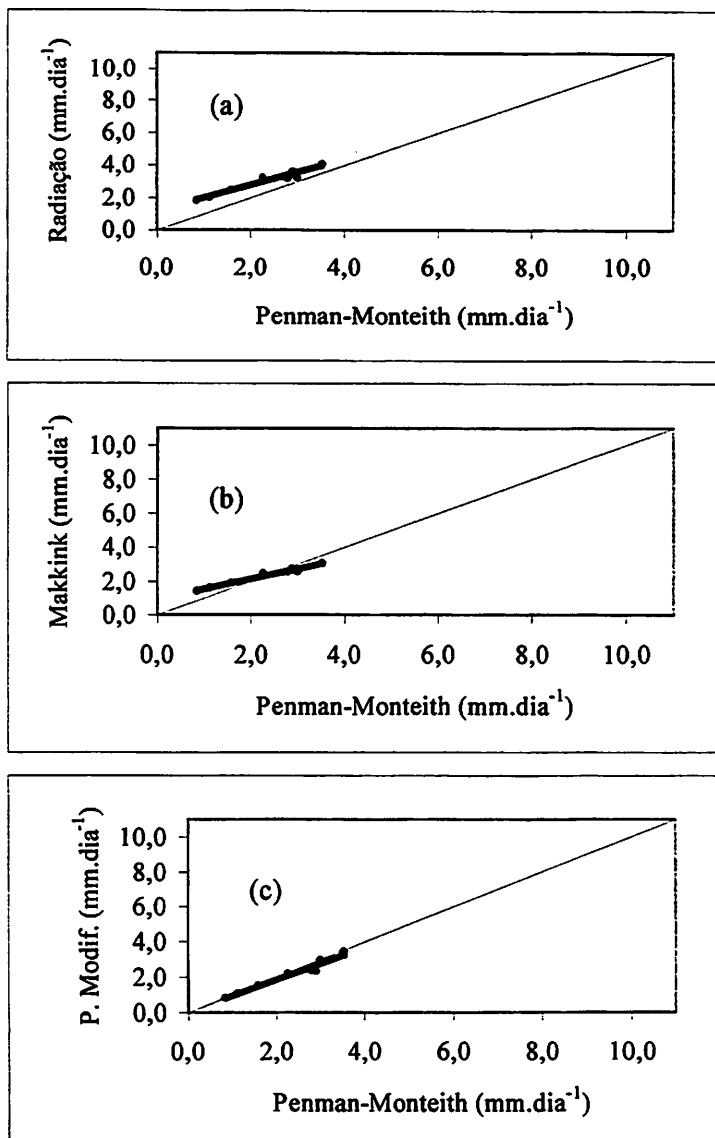 Radiação (mm.dia⁻¹)
10,0
8,0
6,0
4,0
2,0
0,0
(a)
0,0 2,0 4,0 6,0 8,0 10,0
Penman-Monteith (mm.dia⁻¹)
Makkink (mm.dia⁻¹)
10,0
8,0
6,0
4,0
2,0
0,0
(b)
0,0 2,0 4,0 6,0 8,0 10,0
Penman-Monteith (mm.dia⁻¹)
P. Modif. (mm.dia⁻¹)
10,0
8,0
6,0
4,0
2,0
0,0
(c)
0,0 2,0 4,0 6,0 8,0 10,0
Penman-Monteith (mm.dia⁻¹)